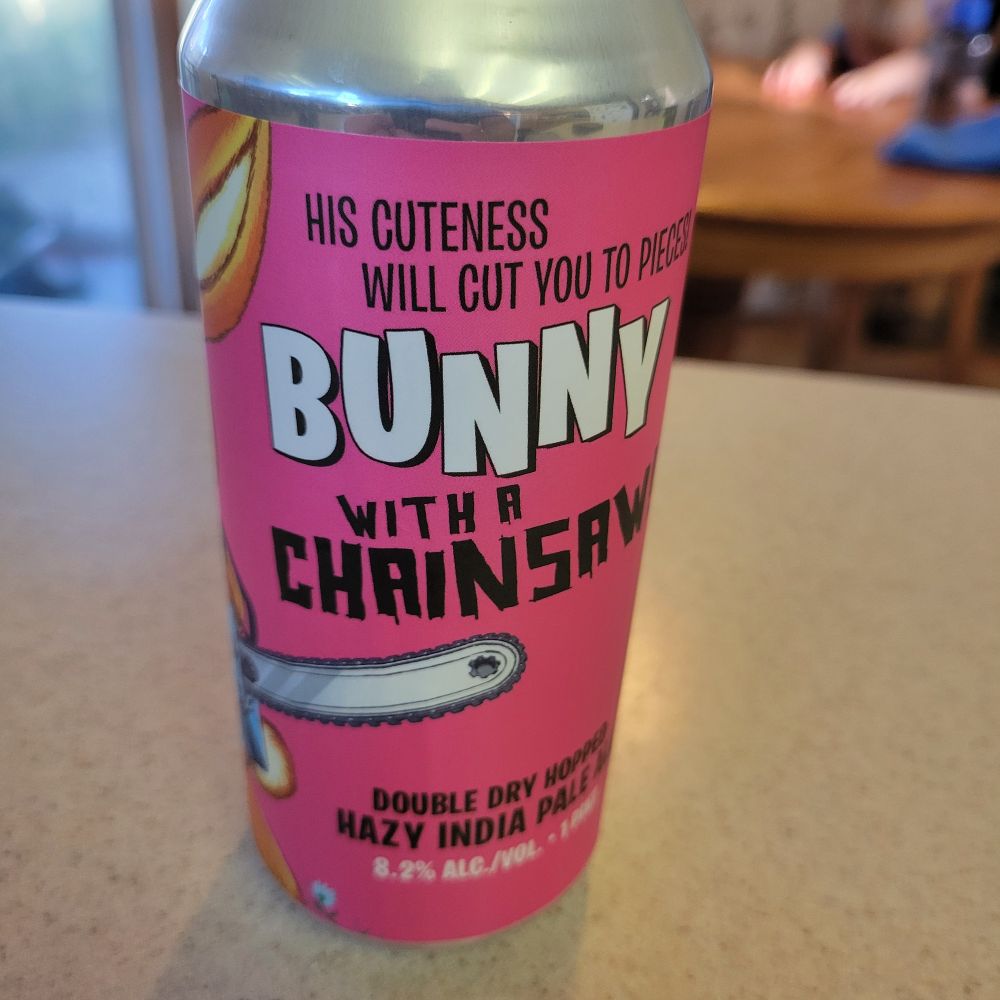 HIS CUTENESS
WILL CUT YOU TO PIECES!
BUNNY
WITH A
CHAINSAW!
DOUBLE DRY HOPPED
HAZY INDIA PALE
8.2% ALC./VOL. • 1